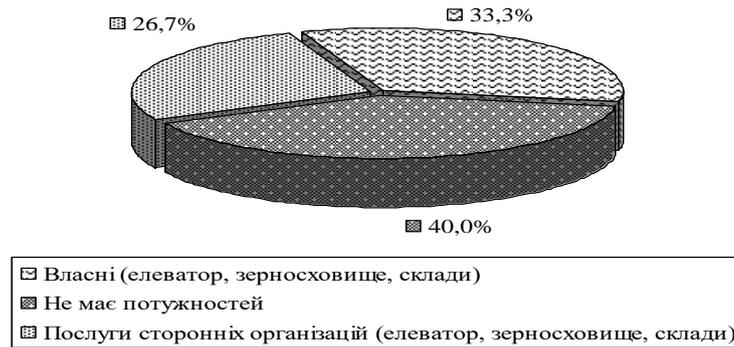 33,3%
26,7%
40,0%
Власні (елеватор, зерносховище, склади)
Не має потужностей
Послуги сторонніх організацій (елеватор, зерносховище, склади)